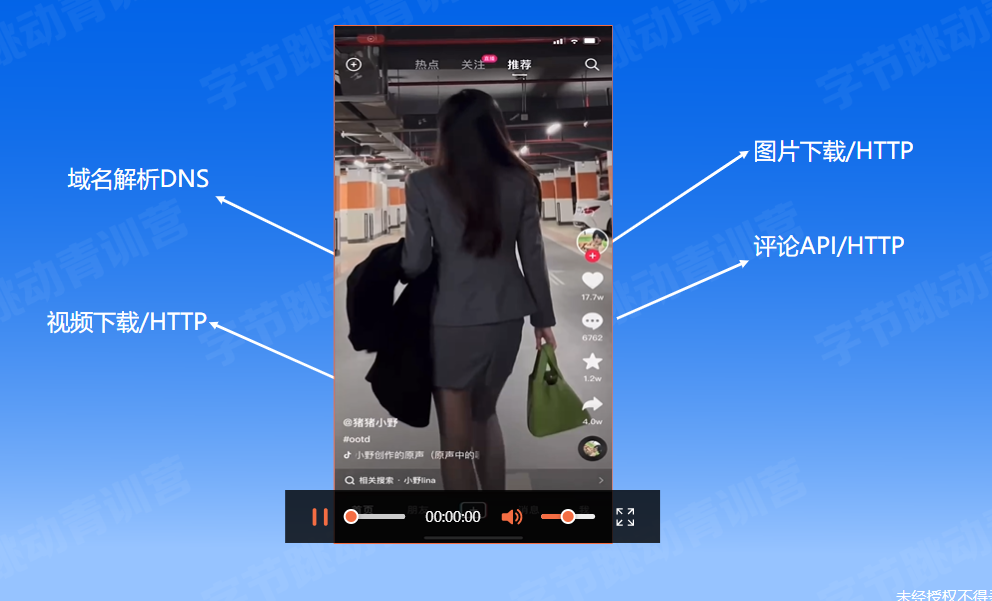 字节跳动青训营
热点 关注 直播 推荐
图片下载/HTTP
域名解析DNS
评论API/HTTP
17.7w
视频下载/HTTP
6762
1.2w
4.0w
@猪猪小野
#ootd
小野创作的原声（原声中的
相关搜索 · 小野lina
00:00:00
未经授权不得